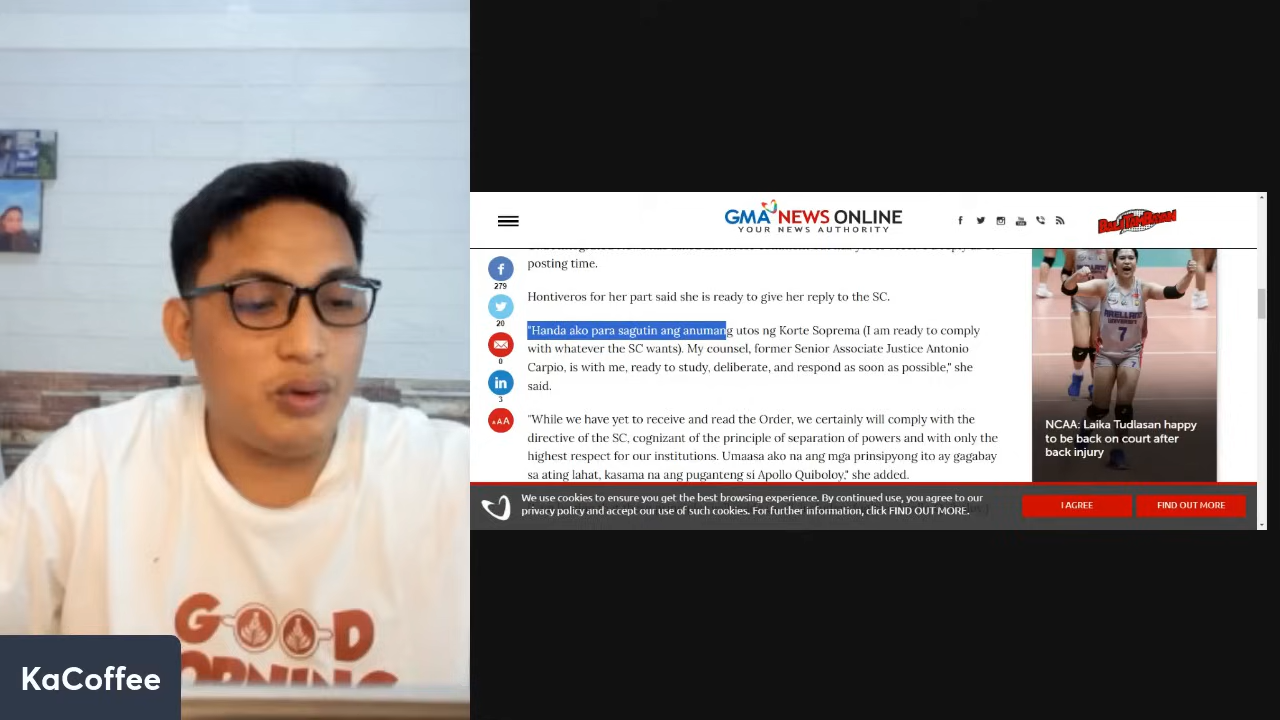 GOOD
MORNING
KaCoffee
GMA NEWS ONLINE
YOUR NEWS AUTHORITY
BALITAMBAYAN
279
20
0
3
AAA
posting time.
Hontiveros for her part said she is ready to give her reply to the SC.
"Handa ako para sagutin ang anumang utos ng Korte Soprema (I am ready to comply
with whatever the SC wants). My counsel, former Senior Associate Justice Antonio
Carpio, is with me, ready to study, deliberate, and respond as soon as possible," she
said.
"While we have yet to receive and read the Order, we certainly will comply with the
directive of the SC, cognizant of the principle of separation of powers and with only the
highest respect for our institutions. Umaasa ako na ang mga prinsipyong ito ay gagabay
sa ating lahat, kasama na ang puganteng si Apollo Quiboloy," she added.
ARELLANO
UNIVERSITY
7
NCAA: Laika Tudlasan happy
to be back on court after
back injury
We use cookies to ensure you get the best browsing experience. By continued use, you agree to our
privacy policy and accept our use of such cookies. For further information, click FIND OUT MORE.
I AGREE
FIND OUT MORE